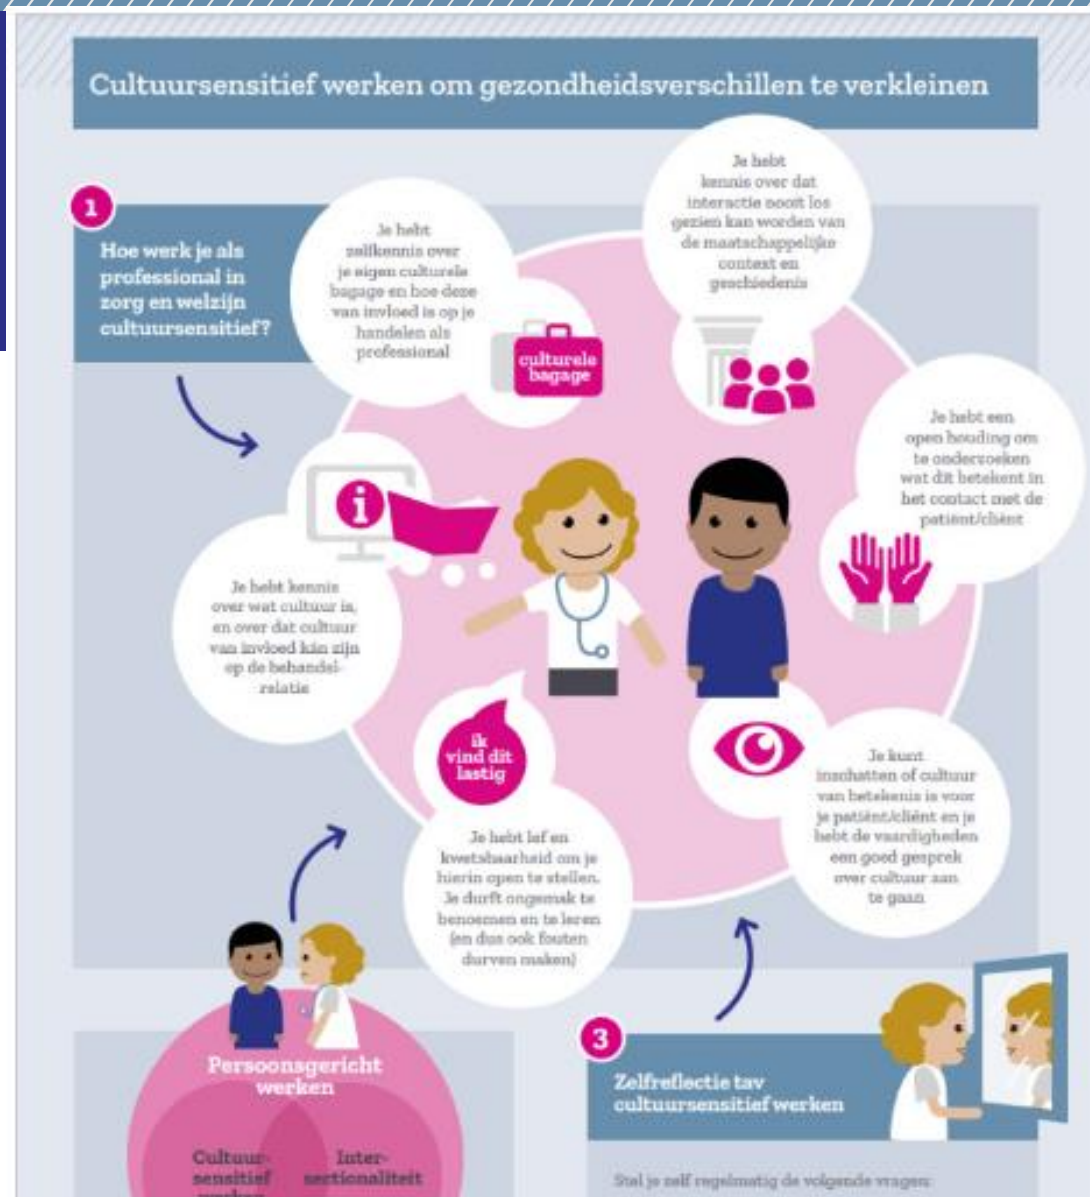 Cultuursensitief werken om gezondheidsverschillen te verkleinen
1
Hoe werk je als
professional in
zorg en welzijn
cultuursensitief?
Je hebt
zelfkennis over
je eigen culturele
bagage en hoe deze
van invloed is op je
handelen als
professional
culturele
bagage
Je hebt
kennis over dat
interactie nooit los
gezien kan worden van
de maatschappelijke
context en
geschiedenis
Je hebt een
open houding om
te onderzoeken
wat dit betekent in
het contact met de
patiënt/cliënt
i
Je hebt kennis
over wat cultuur is,
en over dat cultuur
van invloed kán zijn
op de behandel-
relatie
ik
vind dit
lastig
Je hebt lef en
kwetsbaarheid om je
hierin open te stellen.
Je durft ongemak te
benoemen en te leren
(en dus ook fouten
durven maken)
Je kunt
inschatten of cultuur
van betekenis is voor
je patiënt/cliënt en je
hebt de vaardigheden
een goed gesprek
over cultuur aan
te gaan
Persoonsgericht
werken
Cultuur-
sensitief
werken
Inter-
sectionaliteit
3
Zelfreflectie tav
cultuursensitief werken
Stel je zelf regelmatig de volgende vragen: